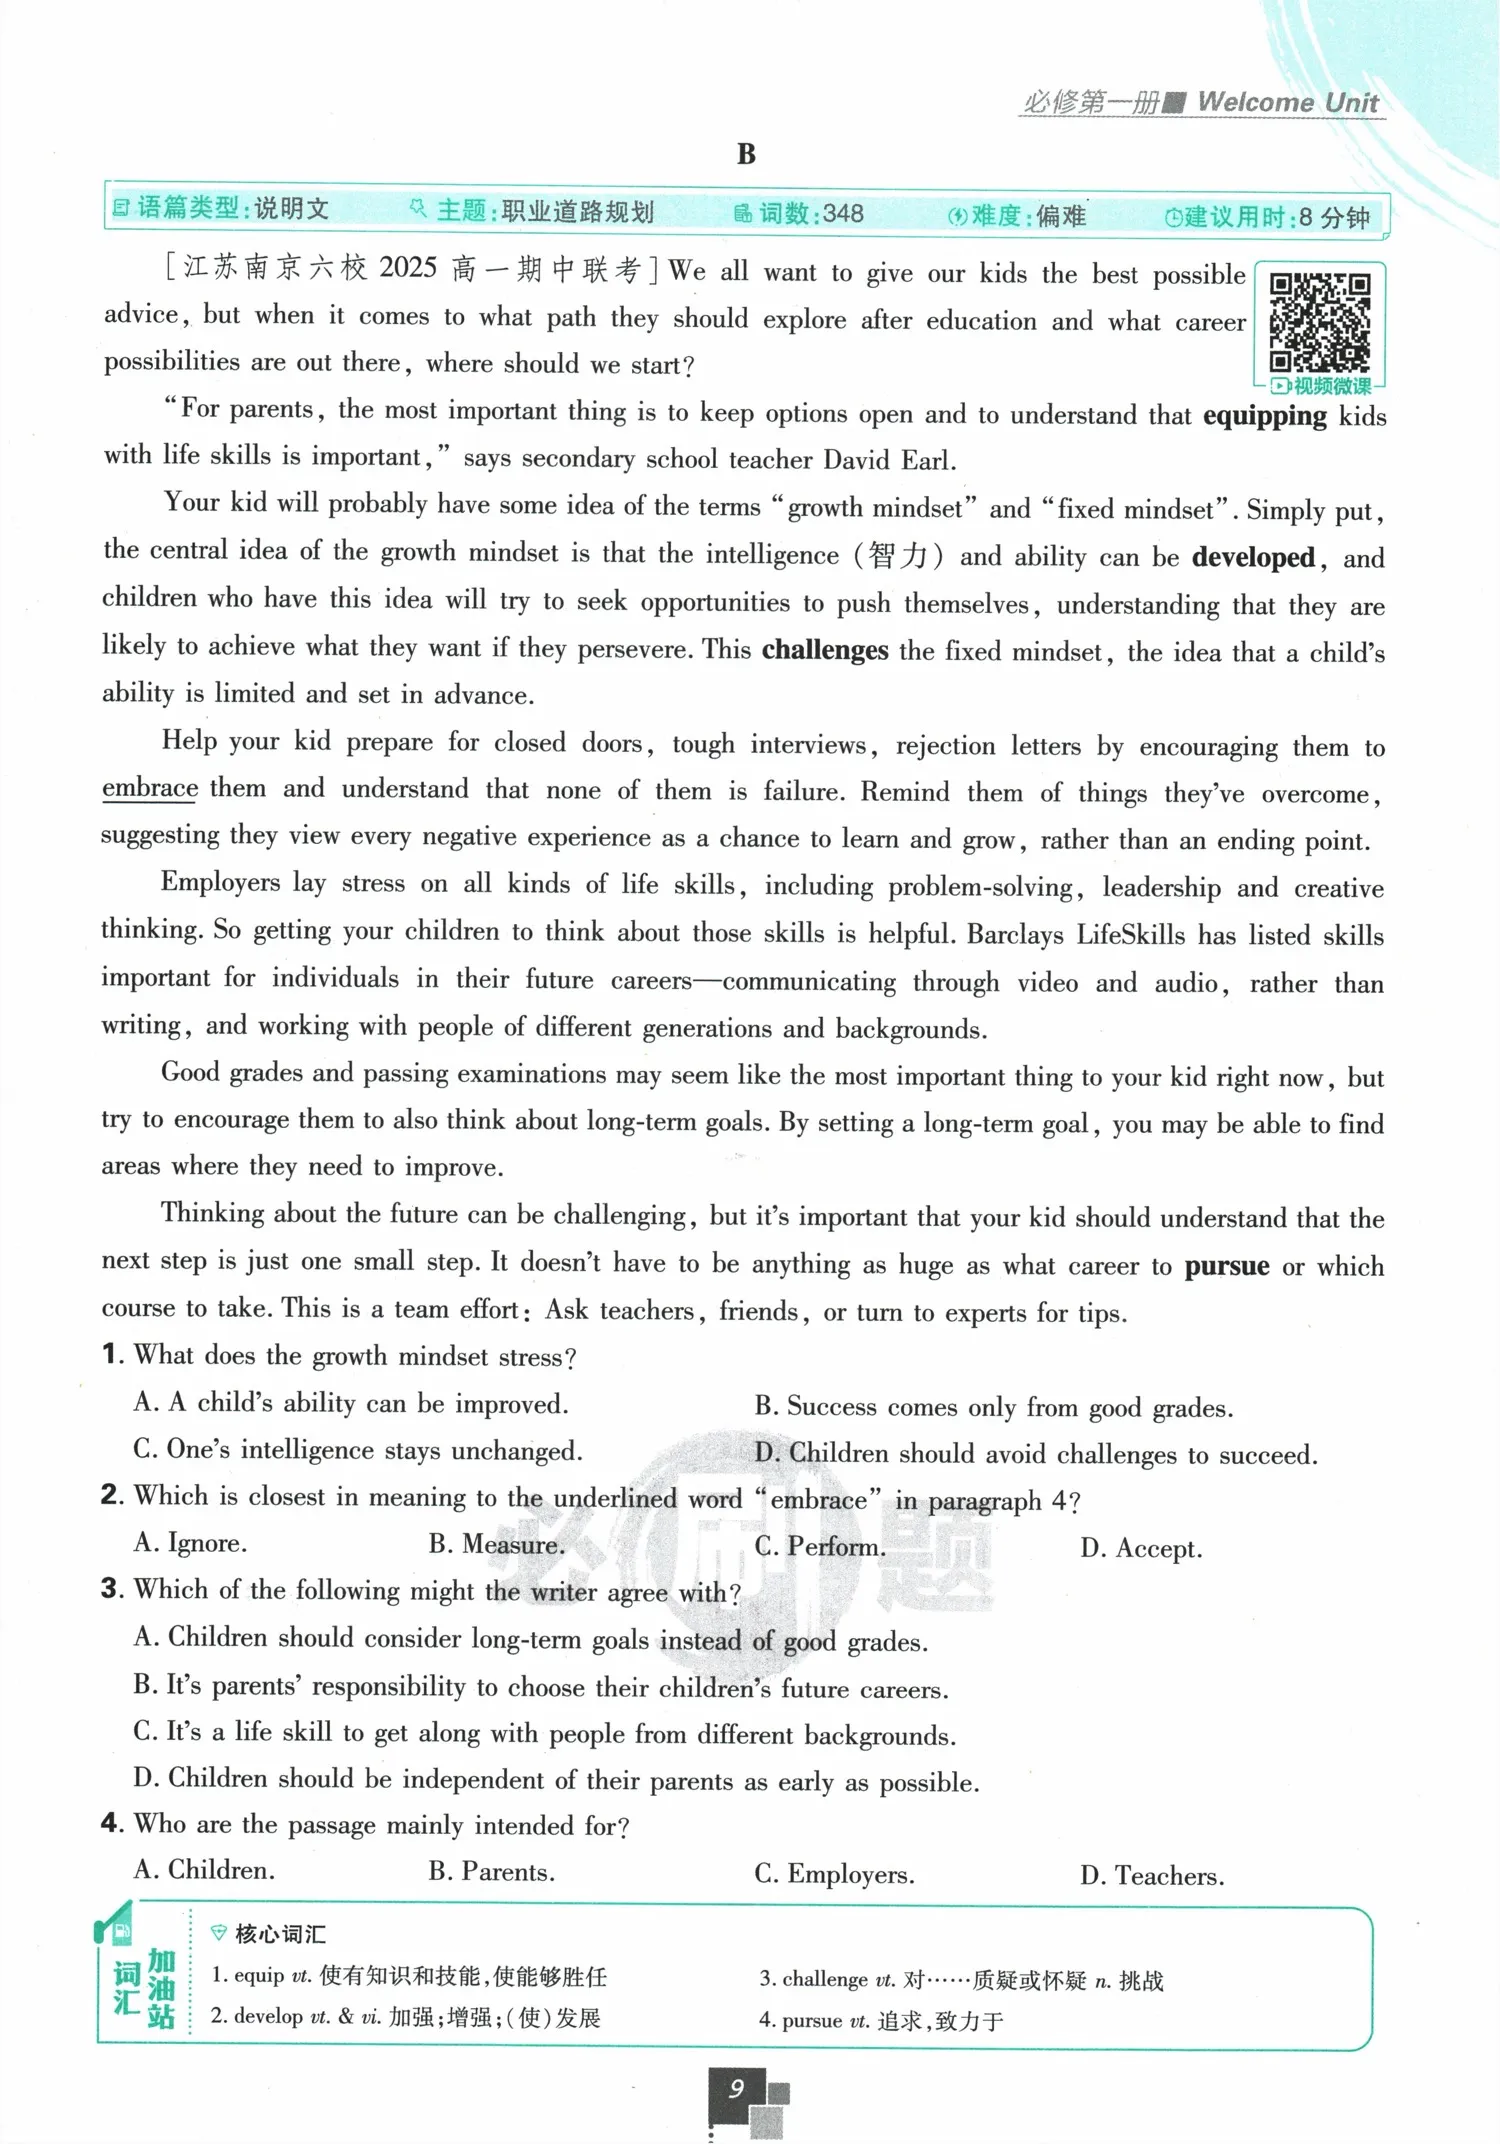 必修第一册 Welcome Unit
B
语篇类型:说明文 主题:职业道路规划 词数:348 难度:偏难 建议用时:8 分钟
[江苏南京六校 2025 高一期中联考]We all want to give our kids the best possible
advice, but when it comes to what path they should explore after education and what career
possibilities are out there, where should we start?
视频微课
“For parents, the most important thing is to keep options open and to understand that equipping kids
with life skills is important,” says secondary school teacher David Earl.
Your kid will probably have some idea of the terms “growth mindset” and “fixed mindset”. Simply put,
the central idea of the growth mindset is that the intelligence (智力) and ability can be developed, and
children who have this idea will try to seek opportunities to push themselves, understanding that they are
likely to achieve what they want if they persevere. This challenges the fixed mindset, the idea that a child's
ability is limited and set in advance.
Help your kid prepare for closed doors, tough interviews, rejection letters by encouraging them to
embrace them and understand that none of them is failure. Remind them of things they've overcome,
suggesting they view every negative experience as a chance to learn and grow, rather than an ending point.
Employers lay stress on all kinds of life skills, including problem-solving, leadership and creative
thinking. So getting your children to think about those skills is helpful. Barclays LifeSkills has listed skills
important for individuals in their future careers—communicating through video and audio, rather than
writing, and working with people of different generations and backgrounds.
Good grades and passing examinations may seem like the most important thing to your kid right now, but
try to encourage them to also think about long-term goals. By setting a long-term goal, you may be able to find
areas where they need to improve.
Thinking about the future can be challenging, but it's important that your kid should understand that the
next step is just one small step. It doesn't have to be anything as huge as what career to pursue or which
course to take. This is a team effort: Ask teachers, friends, or turn to experts for tips.
1. What does the growth mindset stress?
A. A child's ability can be improved. B. Success comes only from good grades.
C. One's intelligence stays unchanged. D. Children should avoid challenges to succeed.
2. Which is closest in meaning to the underlined word “embrace” in paragraph 4?
A. Ignore. B. Measure. C. Perform. D. Accept.
3. Which of the following might the writer agree with?
A. Children should consider long-term goals instead of good grades.
B. It's parents' responsibility to choose their children's future careers.
C. It's a life skill to get along with people from different backgrounds.
D. Children should be independent of their parents as early as possible.
4. Who are the passage mainly intended for?
A. Children. B. Parents. C. Employers. D. Teachers.
必刷题
词汇加油站
核心词汇
1. equip vt. 使有知识和技能,使能够胜任 3. challenge vt. 对……质疑或怀疑 n. 挑战
2. develop vt. & vi. 加强;增强;(使)发展 4. pursue vt. 追求,致力于
9